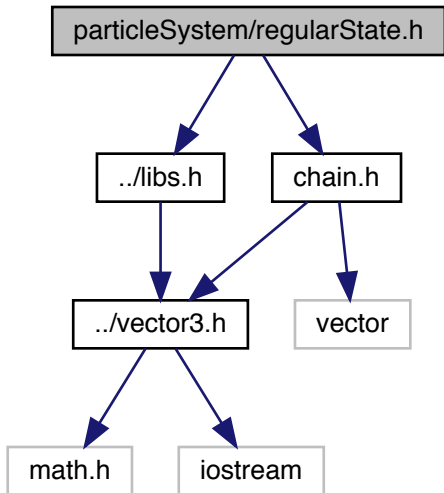 particleSystem/regularState.h
../libs.h
chain.h
../vector3.h
vector
math.h
iostream